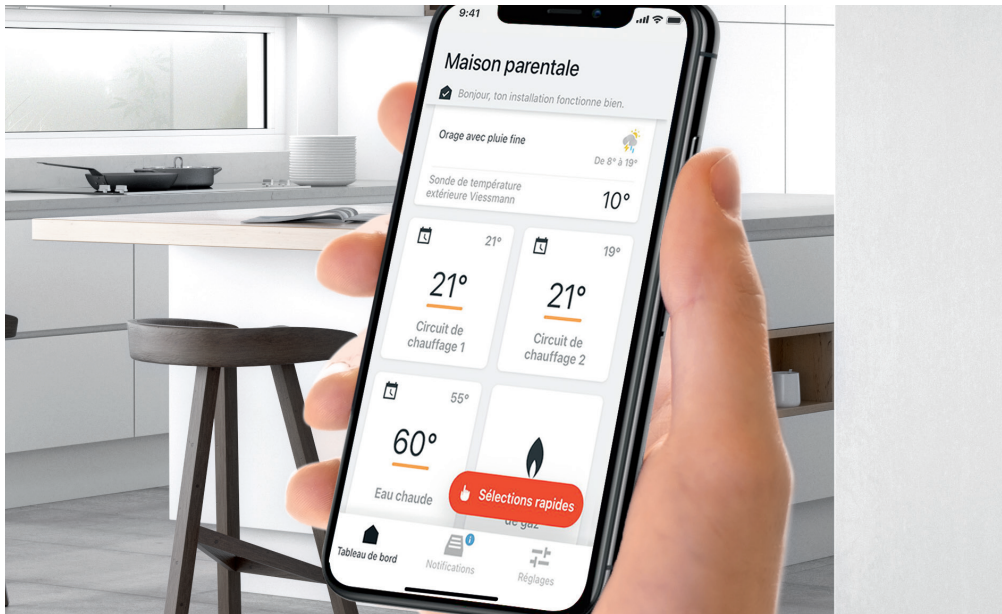 9:41
Maison parentale
Bonjour, ton installation fonctionne bien.
Orage avec pluie fine
De 8° à 19°
Sonde de température
extérieure Viessmann
10°
21°
21°
Circuit de
chauffage 1
19°
21°
Circuit de
chauffage 2
55°
60°
Eau chaude
Sélections rapides
de gaz
Tableau de bord
Notifications
Réglages